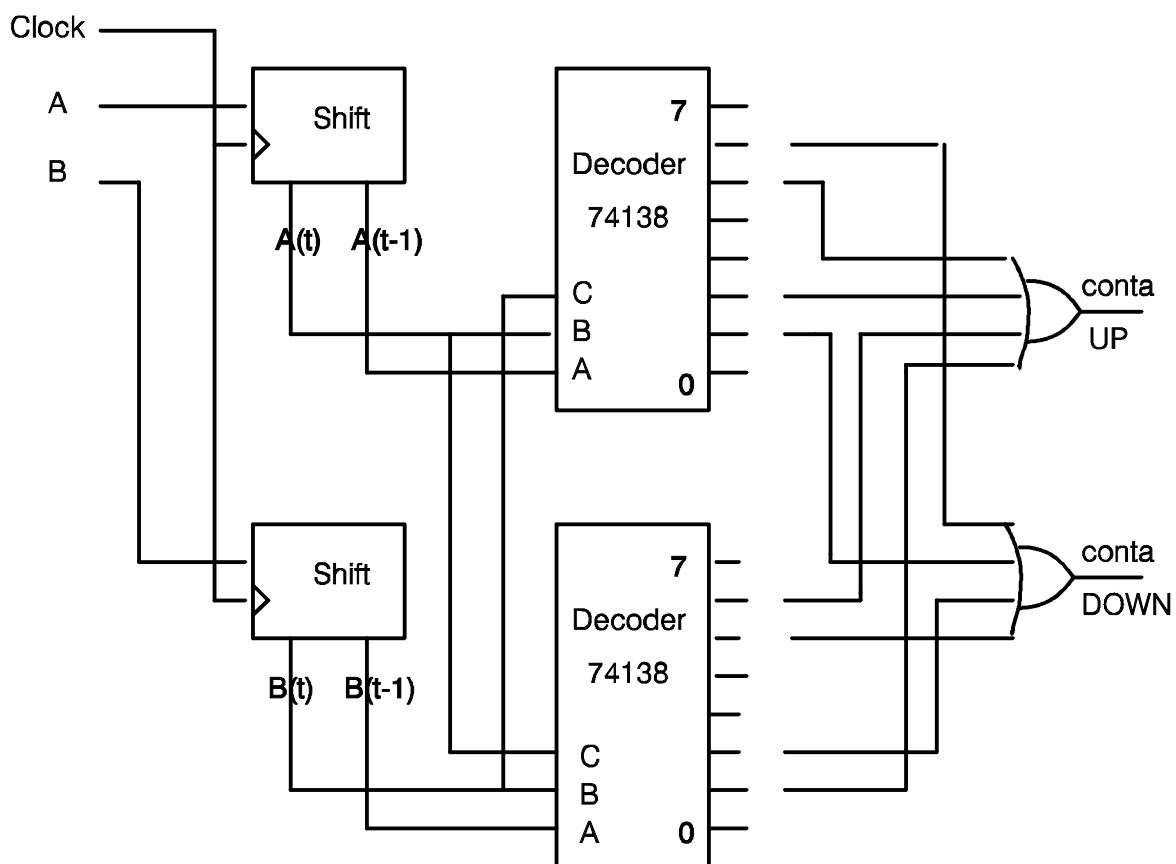 Clock
A
B
Shift
A(t)
A(t-1)
7
Decoder
74138
C
B
A
0
conta
UP
Shift
B(t)
B(t-1)
7
Decoder
74138
C
B
A
0
conta
DOWN